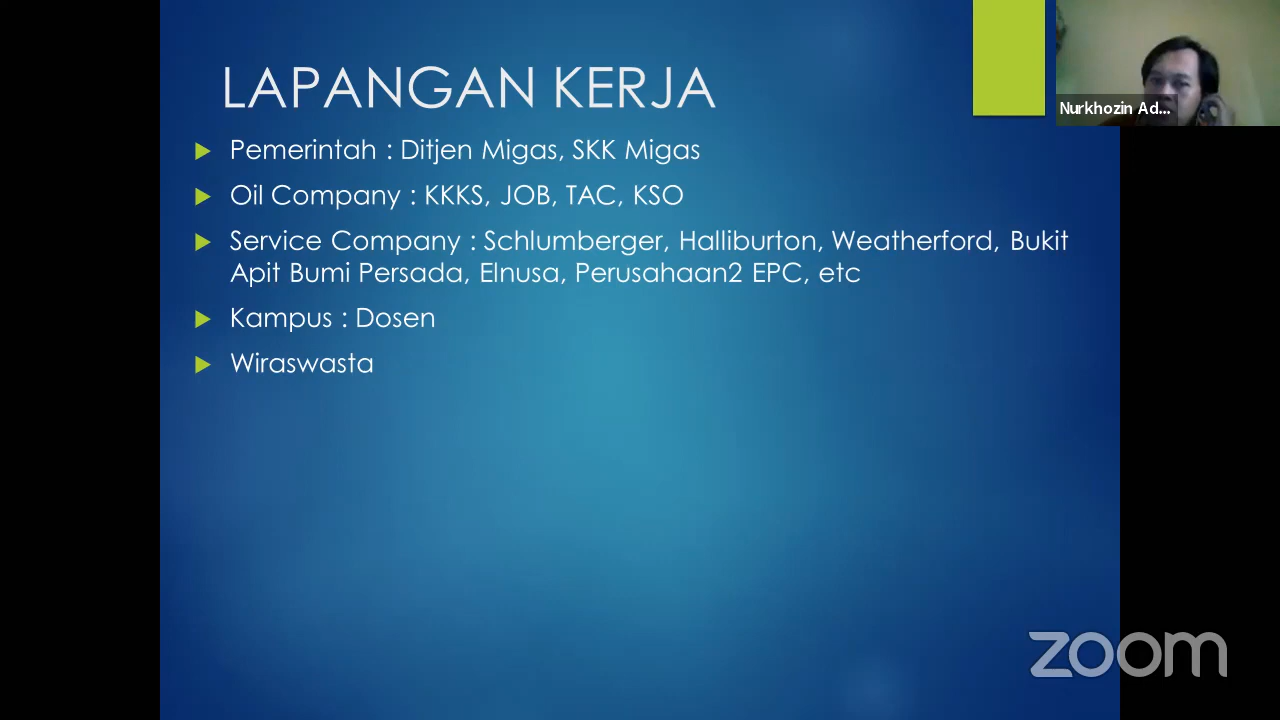 LAPANGAN KERJA
Pemerintah : Ditjen Migas, SKK Migas
Oil Company : KKKS, JOB, TAC, KSO
Service Company : Schlumberger, Halliburton, Weatherford, Bukit
Apit Bumi Persada, Elnusa, Perusahaan2 EPC, etc
Kampus : Dosen
Wiraswasta
Nurkhozin Ad...
zoom